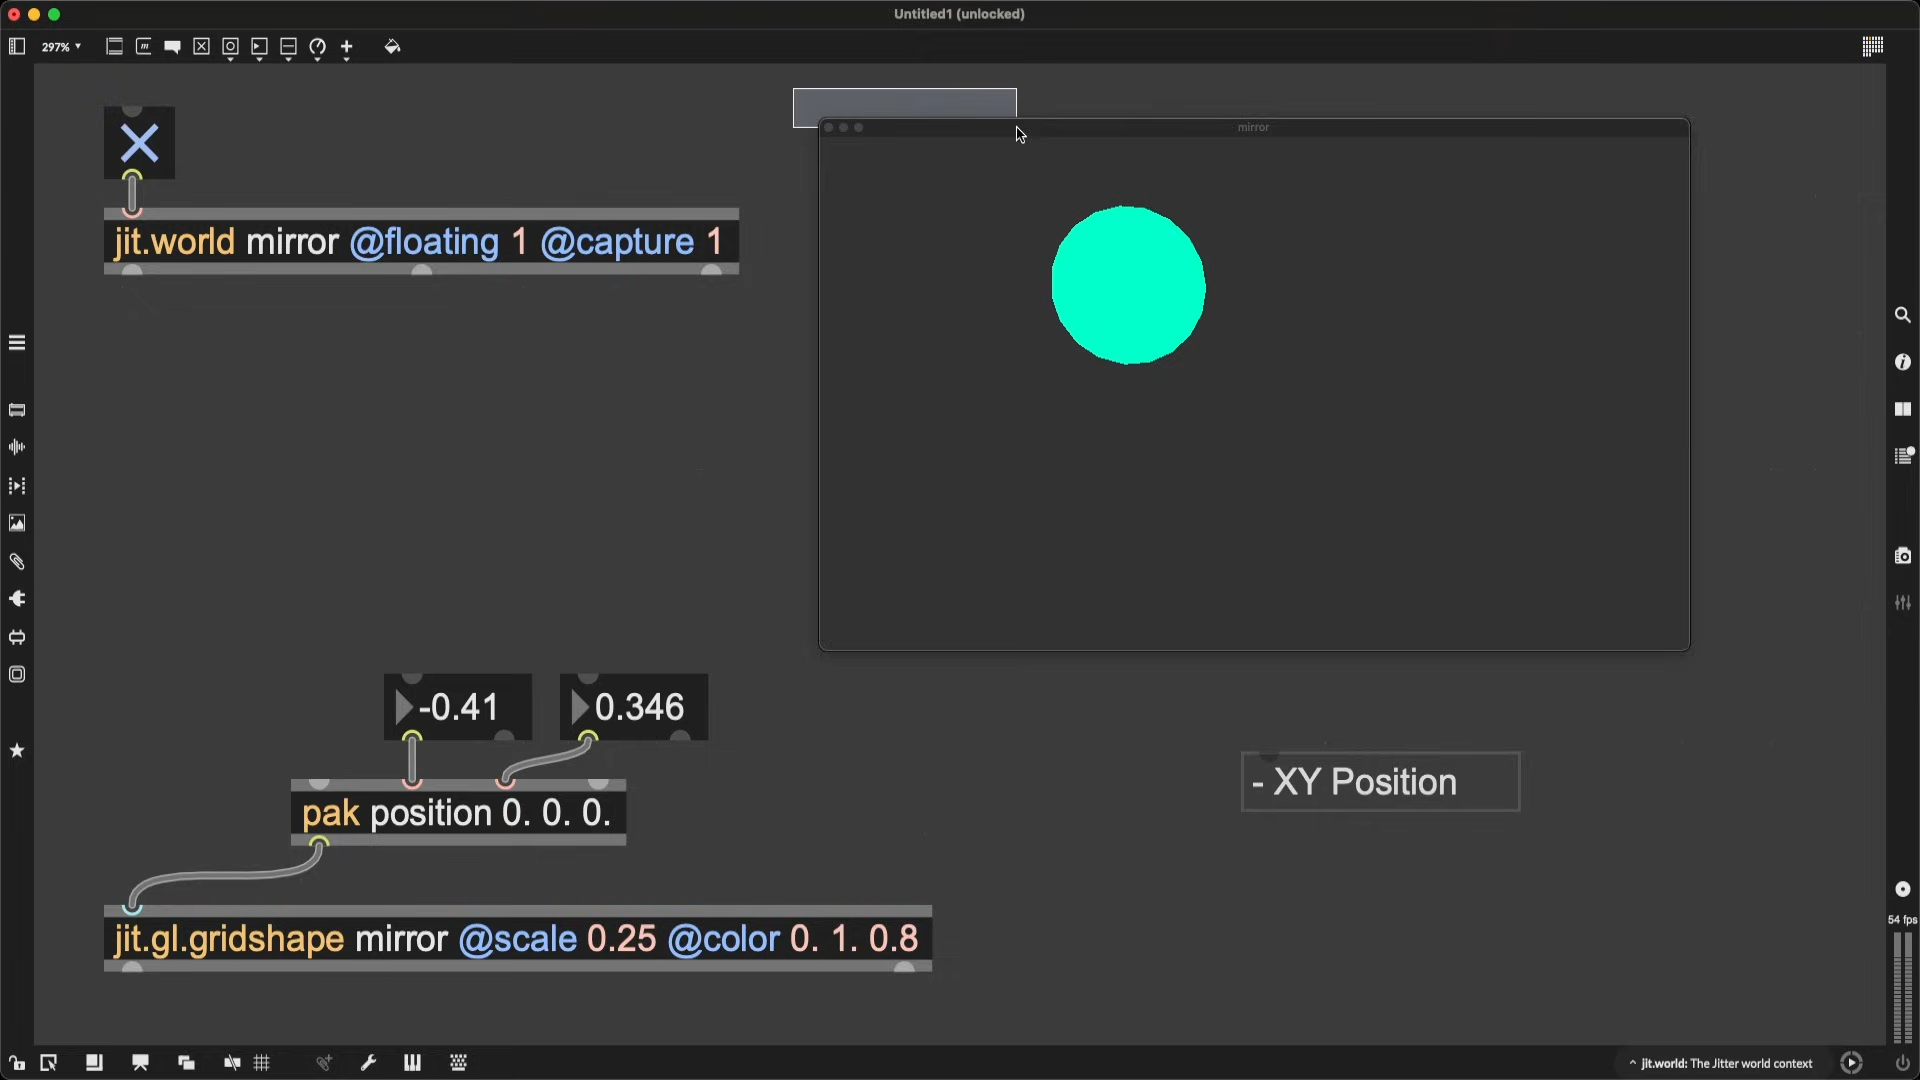 Untitled1 (unlocked)
297%
mirror
jit.world mirror @floating 1 @capture 1
-0.41
0.346
pak position 0. 0. 0.
- XY Position
jit.gl.gridshape mirror @scale 0.25 @color 0. 1. 0.8
54 fps
jit.world: The Jitter world context